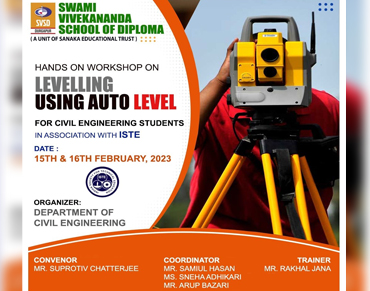 SVSD
DURGAPUR
SWAMI
VIVEKANANDA
SCHOOL OF DIPLOMA
( A UNIT OF SANAKA EDUCATIONAL TRUST )
HANDS ON WORKSHOP ON
LEVELLING
USING AUTO LEVEL
FOR CIVIL ENGINEERING STUDENTS
IN ASSOCIATION WITH ISTE
DATE :
15TH & 16TH FEBRUARY, 2023
ORGANIZER:
DEPARTMENT OF
CIVIL ENGINEERING
CONVENOR
MR. SUPROTIV CHATTERJEE
COORDINATOR
MR. SAMIUL HASAN
MS. SNEHA ADHIKARI
MR. ARUP BAZARI
TRAINER
MR. RAKHAL JANA